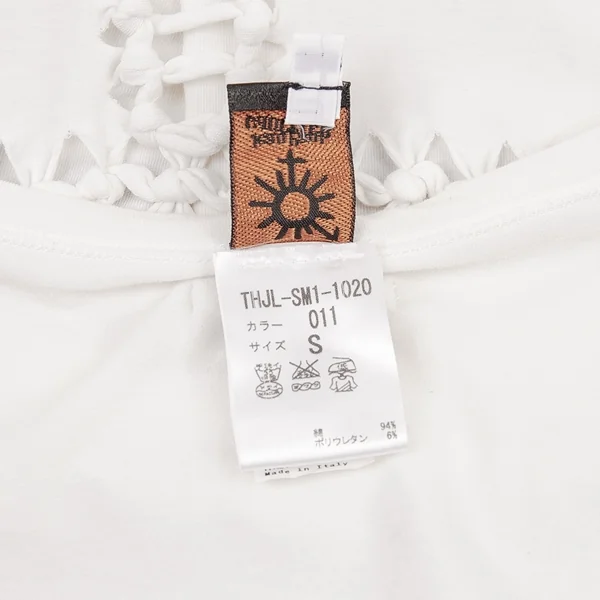 THJL-SM1-1020
カラー 011
サイズ S
綿 94%
ポリウレタン 6%
Made in Italy